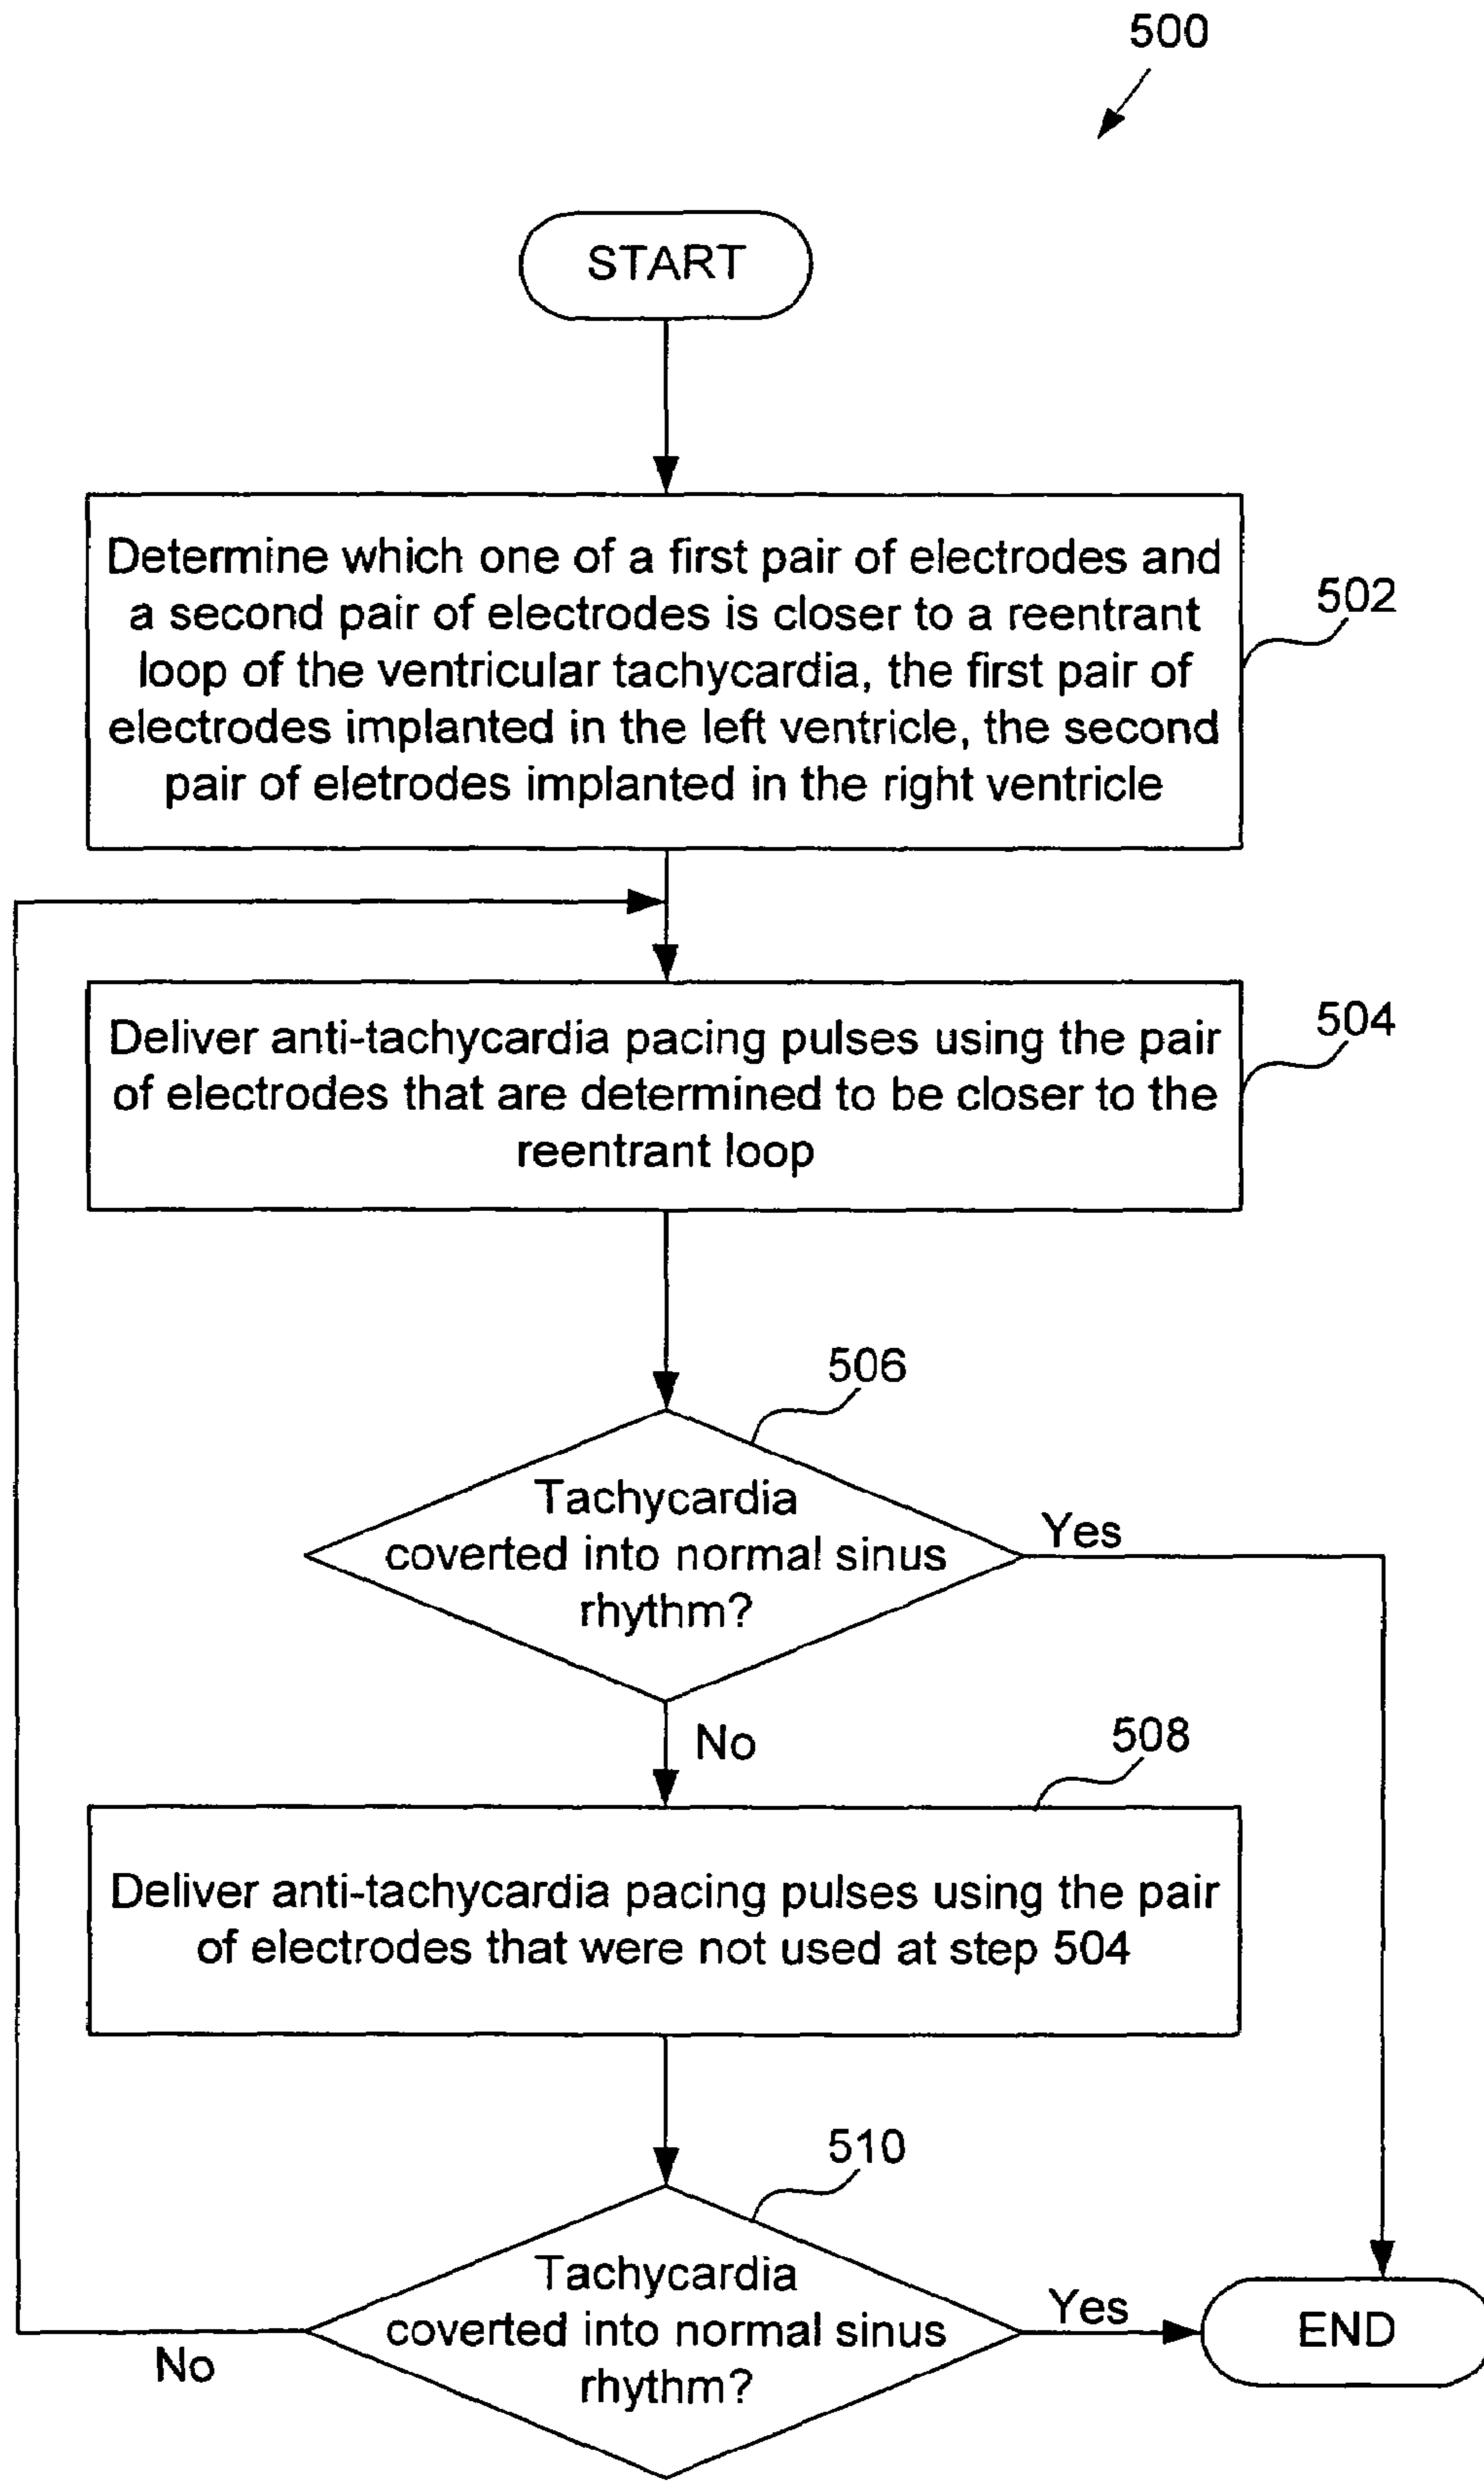 500
START
Determine which one of a first pair of electrodes and
a second pair of electrodes is closer to a reentrant
loop of the ventricular tachycardia, the first pair of
electrodes implanted in the left ventricle, the second
pair of eletrodes implanted in the right ventricle
502
Deliver anti-tachycardia pacing pulses using the pair
of electrodes that are determined to be closer to the
reentrant loop
504
506
Tachycardia
coverted into normal sinus
rhythm?
Yes
No
508
Deliver anti-tachycardia pacing pulses using the pair
of electrodes that were not used at step 504
510
Tachycardia
coverted into normal sinus
rhythm?
Yes
No
END